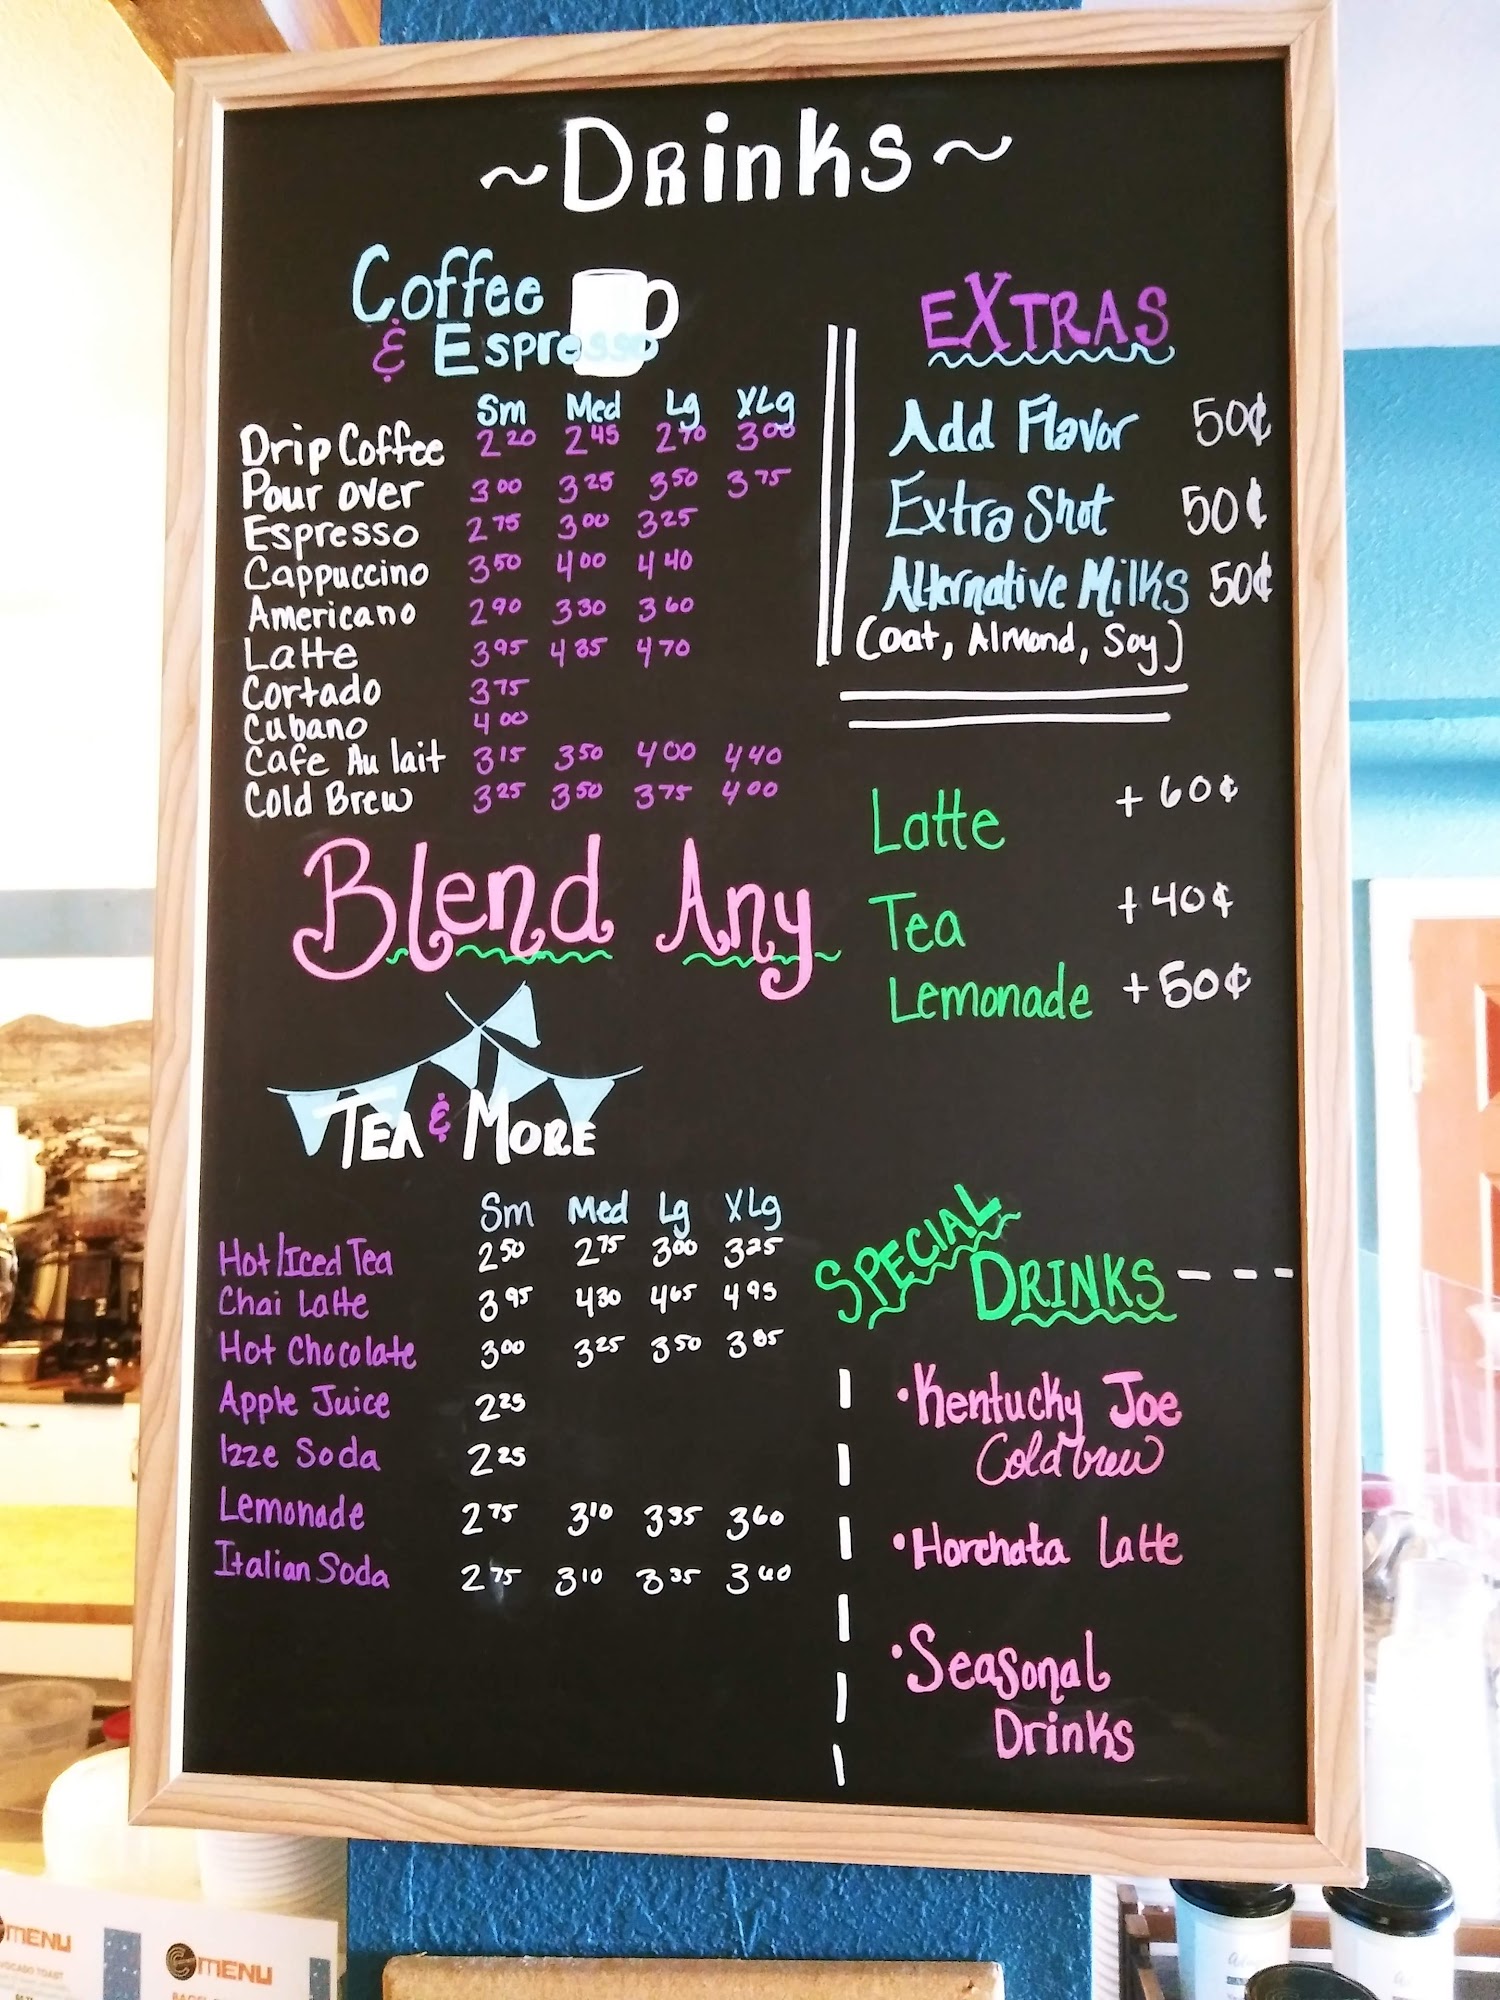 ~Drinks~
Coffee
& Espresso
Sm Med Lg XLg
Drip Coffee 2 20 2 45 2 70 3 00
Pour over 3 00 3 25 3 50 3 75
Espresso 2 75 3 00 3 25
Cappuccino 3 50 4 00 4 40
Americano 2 90 3 30 3 60
Latte 3 95 4 35 4 70
Cortado 3 75
Cubano 4 00
Cafe Au lait 3 15 3 50 4 00 4 40
Cold Brew 3 25 3 50 3 75 4 00
EXTRAS
Add Flavor 50¢
Extra Shot 50¢
Alternative Milks 50¢
(Oat, Almond, Soy)
Blend Any
Latte +60¢
Tea +40¢
Lemonade +50¢
TEA & MORE
Sm Med Lg XLg
Hot/Iced Tea 2 50 2 75 3 00 3 25
Chai Latte 3 95 4 30 4 65 4 95
Hot Chocolate 3 00 3 25 3 50 3 85
Apple Juice 2 25
Izze Soda 2 25
Lemonade 2 75 3 10 3 35 3 60
Italian Soda 2 75 3 10 3 35 3 60
SPECIAL
DRINKS - - -
•Kentucky Joe
Cold brew
•Horchata Latte
•Seasonal
Drinks
MENU
MENU